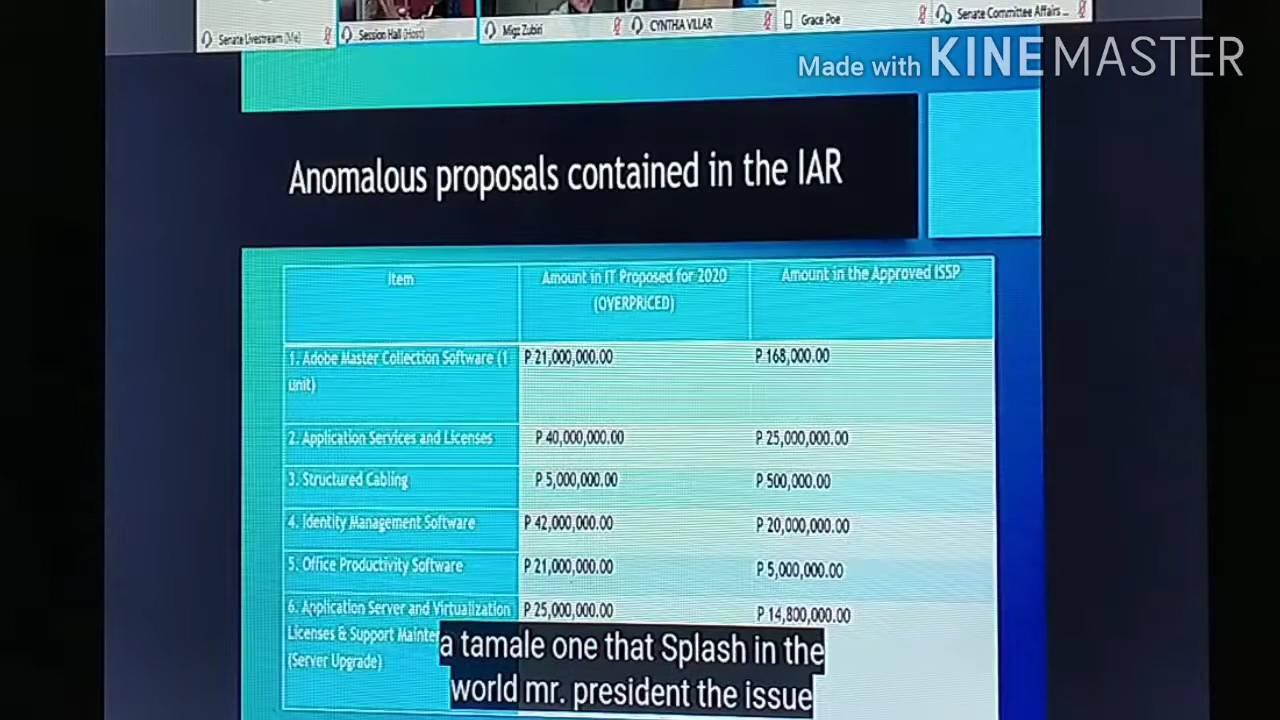 Senate Livestream (Me)
Session Hall (Host)
Migz Zubiri
CYNTHA VILLAR
Grace Poe
Senate Committee Affairs ...
Made with KINEMASTER
Anomalous proposals contained in the IAR
Item
Amount in IT Proposed for 2020
(OVERPRICED)
Amount in the Approved ISSP
1. Adobe Master Collection Software (1
unit)
P 21,000,000.00
P 168,000.00
2. Application Services and Licenses
P 40,000,000.00
P 25,000,000.00
3. Structured Cabling
P 5,000,000.00
P 500,000.00
4. Identity Management Software
P 42,000,000.00
P 20,000,000.00
5. Office Productivity Software
P 21,000,000.00
P 5,000,000.00
6. Application Server and Virtualization
Licenses & Support Mainte
(Server Upgrade)
P 25,000,000.00
P 14,800,000.00
a tamale one that Splash in the
world mr. president the issue